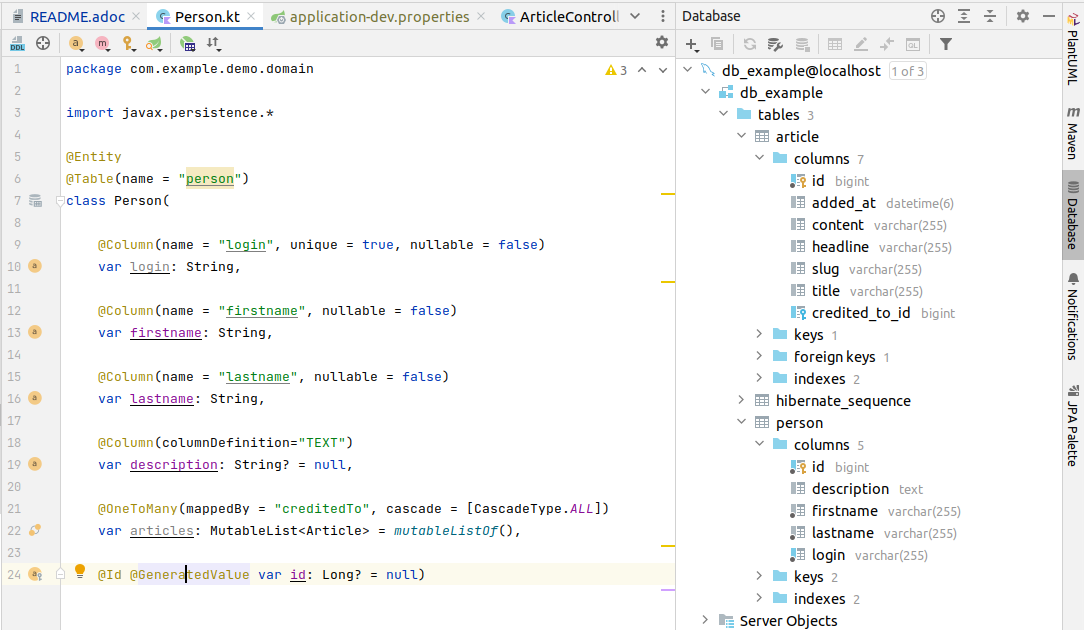 README.adoc Person.kt application-dev.properties ArticleControll
DDL a m
3
1 package com.example.demo.domain
2
3 import javax.persistence.*
4
5 @Entity
6 @Table(name = "person")
7 class Person(
8
9 @Column(name = "login", unique = true, nullable = false)
10 a var login: String,
11
12 @Column(name = "firstname", nullable = false)
13 a var firstname: String,
14
15 @Column(name = "lastname", nullable = false)
16 a var lastname: String,
17
18 @Column(columnDefinition="TEXT")
19 a var description: String? = null,
20
21 @OneToMany(mappedBy = "creditedTo", cascade = [CascadeType.ALL])
22 var articles: MutableList<Article> = mutableListOf(),
23
24 a @Id @GeneratedValue var id: Long? = null)
Database
QL
db_example@localhost 1 of 3
db_example
tables 3
article
columns 7
id bigint
added_at datetime(6)
content varchar(255)
headline varchar(255)
slug varchar(255)
title varchar(255)
credited_to_id bigint
keys 1
foreign keys 1
indexes 2
hibernate_sequence
person
columns 5
id bigint
description text
firstname varchar(255)
lastname varchar(255)
login varchar(255)
keys 2
indexes 2
Server Objects
PlantUML
m Maven
Database
Notifications
JPA Palette